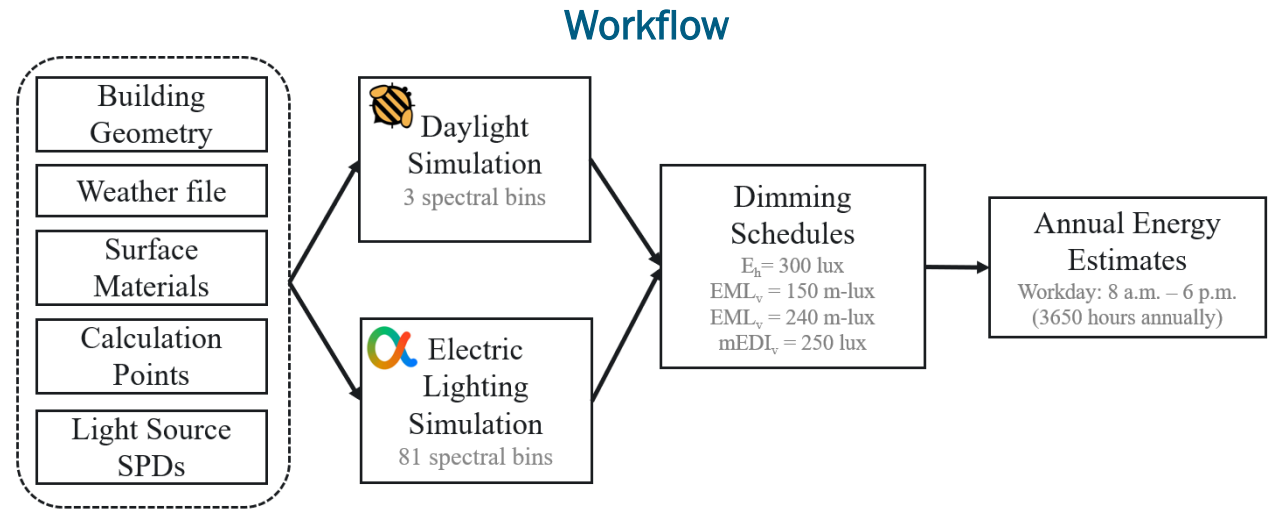 Workflow
Building
Geometry
Weather file
Surface
Materials
Calculation
Points
Light Source
SPDs
Daylight
Simulation
3 spectral bins
Electric
Lighting
Simulation
81 spectral bins
Dimming
Schedules
Eₕ= 300 lux
EMLᵥ = 150 m-lux
EMLᵥ = 240 m-lux
mEDIᵥ = 250 lux
Annual Energy
Estimates
Workday: 8 a.m. – 6 p.m.
(3650 hours annually)